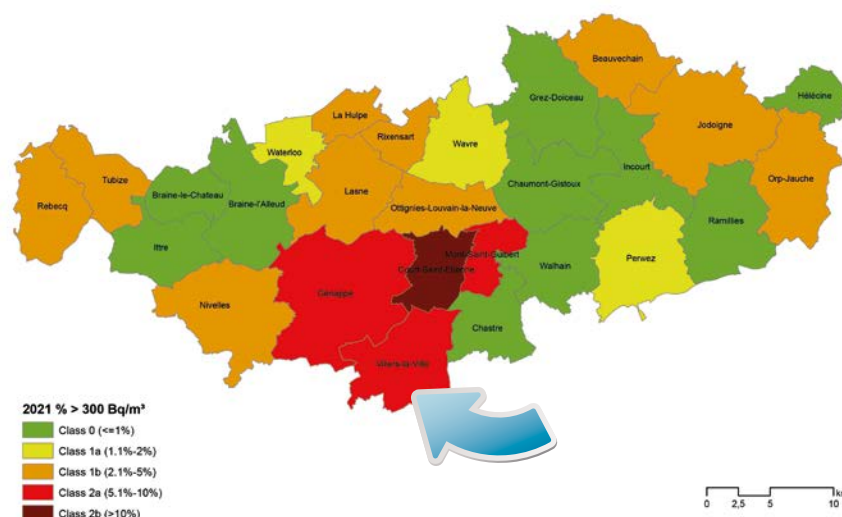 Beauvechain
Hélécine
Grez-Doiceau
La Hulpe
Jodoigne
Rixensart
Wavre
Waterloo
Incourt
Orp-Jauche
Tubize
Braine-le-Chateau
Chaumont-Gistoux
Rebecq
Lasne
Braine-l'Alleud
Ottignies-Louvain-la-Neuve
Ramillies
Ittre
Mont-Saint-Guibert
Perwez
Walhain
Court-Saint-Etienne
Genappe
Nivelles
Chastre
Villers-la-Ville
2021 % > 300 Bq/m³
Class 0 (<=1%)
Class 1a (1.1%-2%)
Class 1b (2.1%-5%)
Class 2a (5.1%-10%)
Class 2b (>10%)
0 2,5 5 10